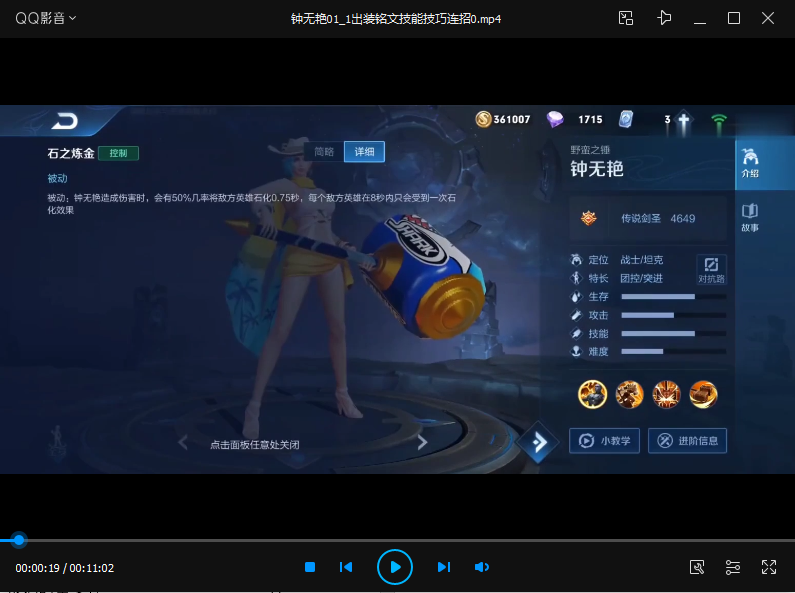 QQ影音
钟无艳01_1出装铭文技能技巧连招0.mp4
361007
1715
3
石之炼金 控制
简略 详细
被动
被动：钟无艳造成伤害时，会有50%几率将敌方英雄石化0.75秒，每个敌方英雄在8秒内只会受到一次石
化效果
SHARK
点击面板任意处关闭
野蛮之锤
钟无艳
传说剑圣 4649
定位 战士/坦克
特长 团控/突进
对抗路
生存
攻击
技能
难度
小教学
进阶信息
介绍
故事
00:00:19 / 00:11:02